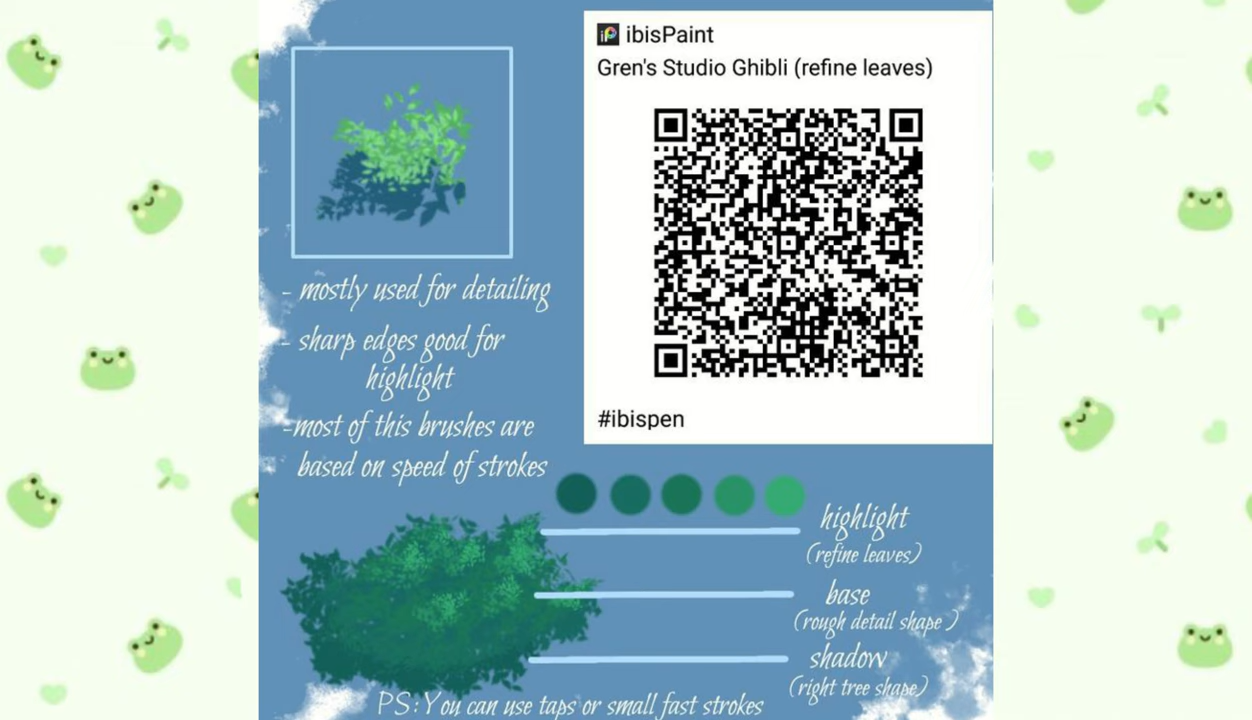 ibisPaint
Gren's Studio Ghibli (refine leaves)
#ibispen
- mostly used for detailing
- sharp edges good for
highlight
-most of this brushes are
based on speed of strokes
highlight
(refine leaves)
base
(rough detail shape )
shadow
(right tree shape)
PS:You can use taps or small fast strokes